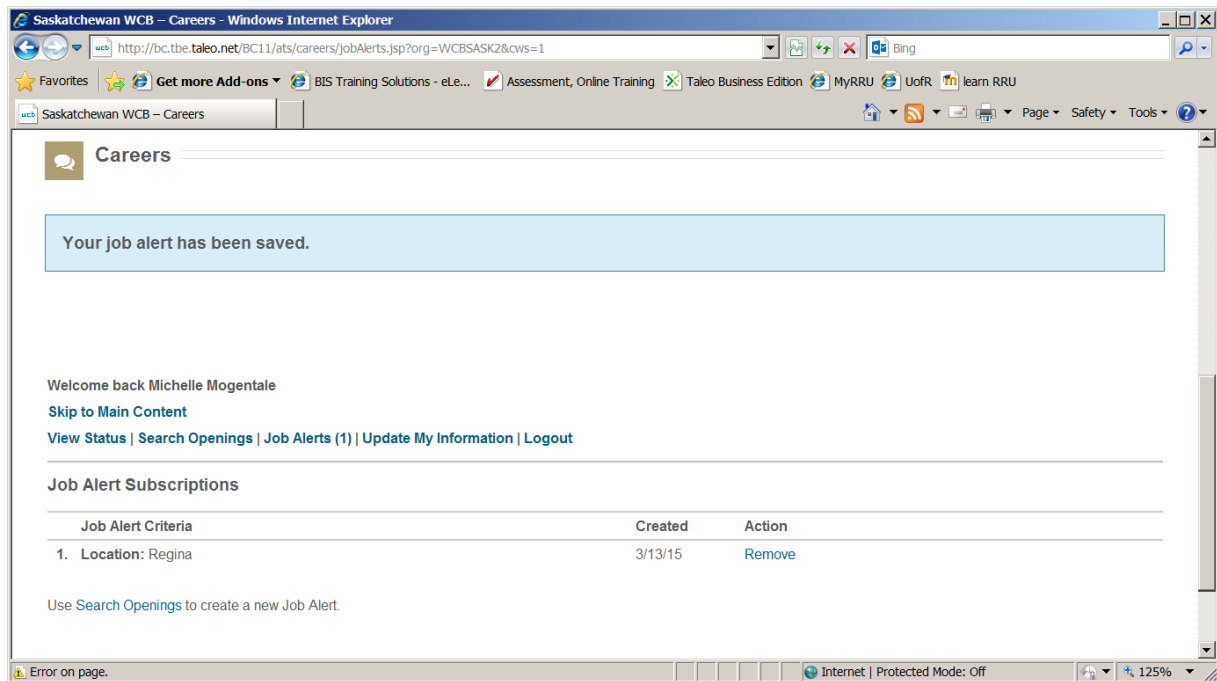 Saskatchewan WCB – Careers - Windows Internet Explorer
http://bc.tbe.taleo.net/BC11/ats/careers/jobAlerts.jsp?org=WCBSASK2&cws=1 Bing
Favorites Get more Add-ons BIS Training Solutions - eLe... Assessment, Online Training Taleo Business Edition MyRRU UofR learn RRU
wcb Saskatchewan WCB – Careers Page Safety Tools
Careers
Your job alert has been saved.
Welcome back Michelle Mogentale
Skip to Main Content
View Status | Search Openings | Job Alerts (1) | Update My Information | Logout
Job Alert Subscriptions
Job Alert Criteria Created Action
1. Location: Regina 3/13/15 Remove
Use Search Openings to create a new Job Alert.
Error on page. Internet | Protected Mode: Off 125%